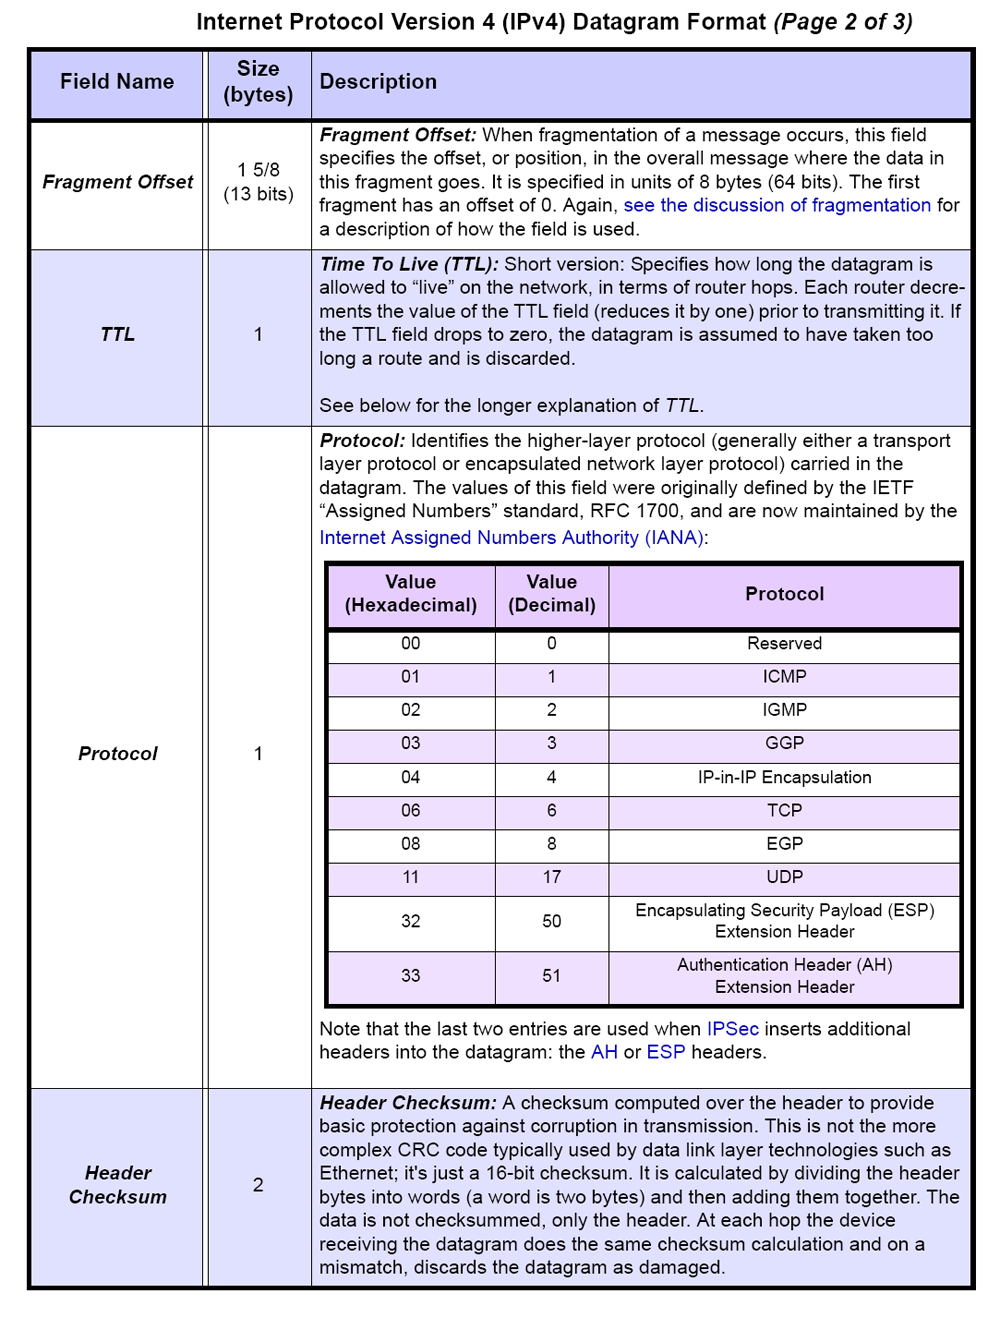 Internet Protocol Version 4 (IPv4) Datagram Format (Page 2 of 3)
Field Name
Size
(bytes)
Description
Fragment Offset
1 5/8
(13 bits)
Fragment Offset: When fragmentation of a message occurs, this field
specifies the offset, or position, in the overall message where the data in
this fragment goes. It is specified in units of 8 bytes (64 bits). The first
fragment has an offset of 0. Again, see the discussion of fragmentation for
a description of how the field is used.
TTL
1
Time To Live (TTL): Short version: Specifies how long the datagram is
allowed to “live” on the network, in terms of router hops. Each router decre-
ments the value of the TTL field (reduces it by one) prior to transmitting it. If
the TTL field drops to zero, the datagram is assumed to have taken too
long a route and is discarded.
See below for the longer explanation of TTL.
Protocol
1
Protocol: Identifies the higher-layer protocol (generally either a transport
layer protocol or encapsulated network layer protocol) carried in the
datagram. The values of this field were originally defined by the IETF
“Assigned Numbers” standard, RFC 1700, and are now maintained by the
Internet Assigned Numbers Authority (IANA):
Value
(Hexadecimal)
Value
(Decimal)
Protocol
00 0 Reserved
01 1 ICMP
02 2 IGMP
03 3 GGP
04 4 IP-in-IP Encapsulation
06 6 TCP
08 8 EGP
11 17 UDP
32 50 Encapsulating Security Payload (ESP)
Extension Header
33 51 Authentication Header (AH)
Extension Header
Note that the last two entries are used when IPSec inserts additional
headers into the datagram: the AH or ESP headers.
Header
Checksum
2
Header Checksum: A checksum computed over the header to provide
basic protection against corruption in transmission. This is not the more
complex CRC code typically used by data link layer technologies such as
Ethernet; it's just a 16-bit checksum. It is calculated by dividing the header
bytes into words (a word is two bytes) and then adding them together. The
data is not checksummed, only the header. At each hop the device
receiving the datagram does the same checksum calculation and on a
mismatch, discards the datagram as damaged.